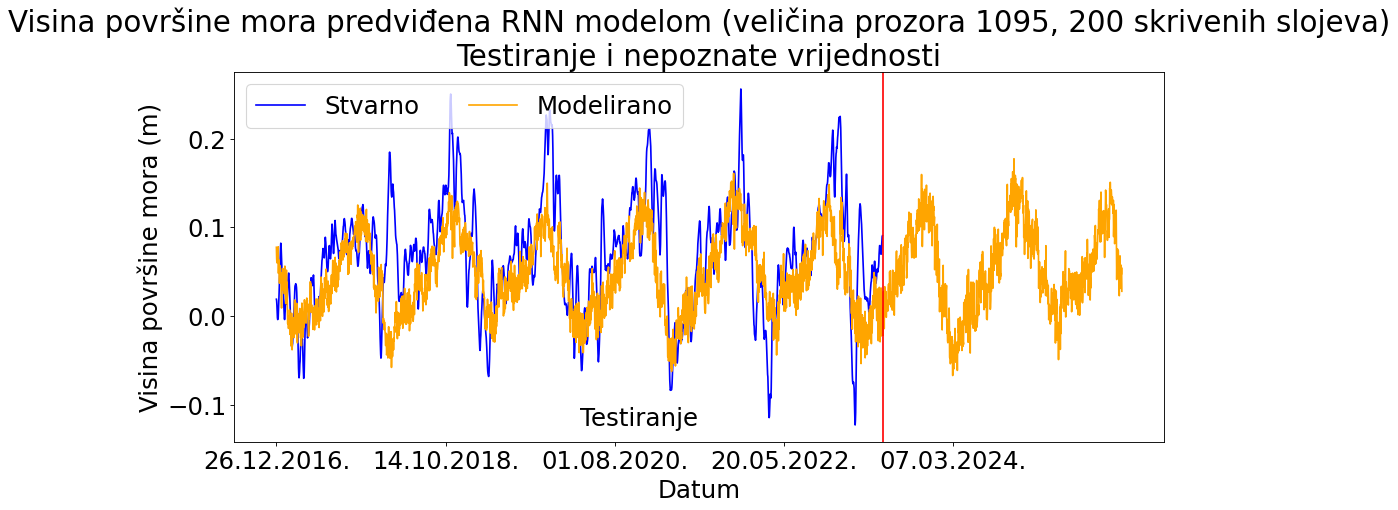 Visina površine mora predviđena RNN modelom (veličina prozora 1095, 200 skrivenih slojeva)
Testiranje i nepoznate vrijednosti
Stvarno Modelirano
Visina površine mora (m)
0.2
0.1
0.0
−0.1
Testiranje
26.12.2016. 14.10.2018. 01.08.2020. 20.05.2022. 07.03.2024.
Datum